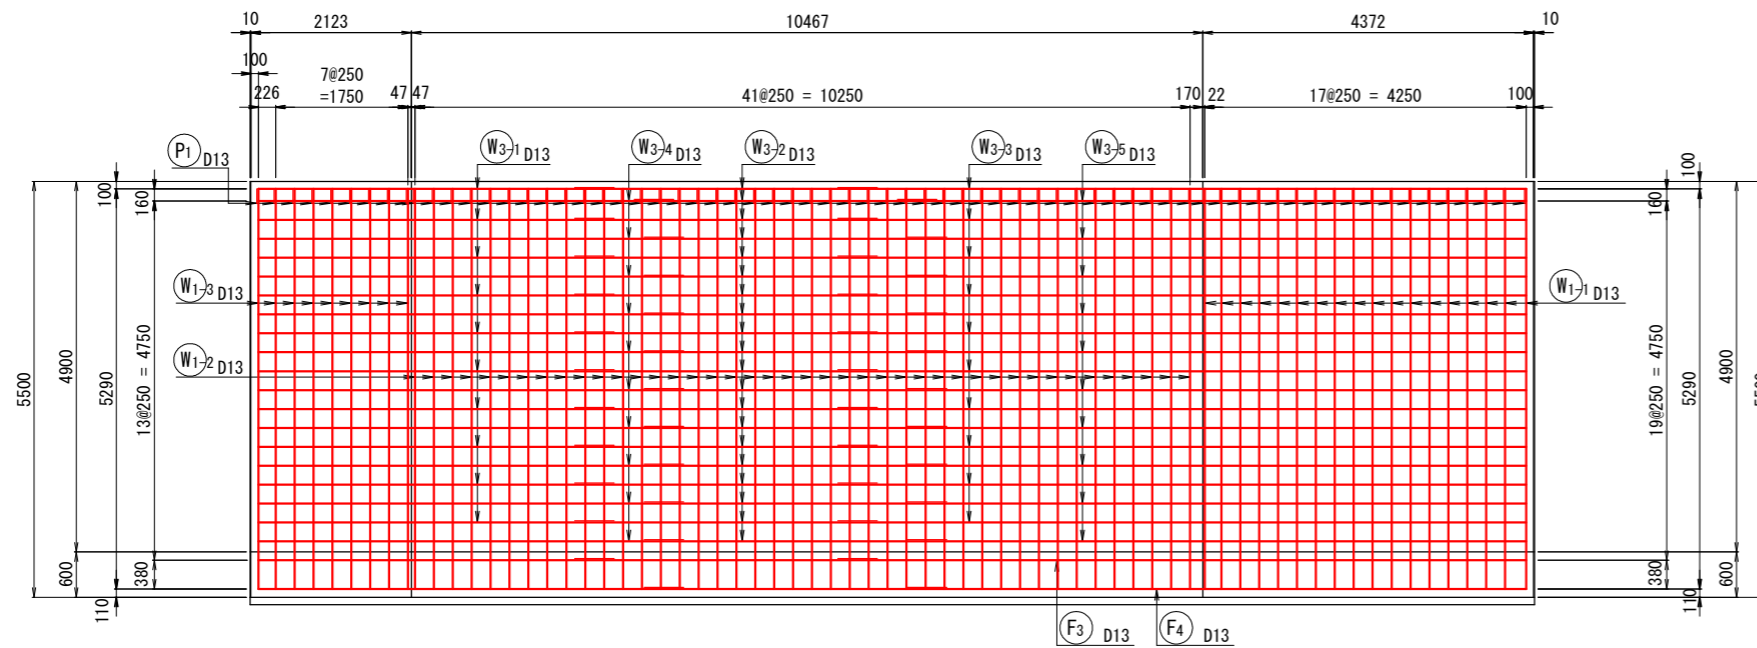 10 2123 10467 4372 10
100
7@250
=1750
226 47 47 41@250 = 10250 170 22 17@250 = 4250 100
P1 D13
W3-1 D13 W3-4 D13 W3-2 D13 W3-3 D13 W3-5 D13
100 160 100 160
W1-3 D13 W1-1 D13
W1-2 D13
5500 4900 5290 13@250 = 4750 19@250 = 4750 5290 4900
600 110 380 380 110 600
F3 D13 F4 D13